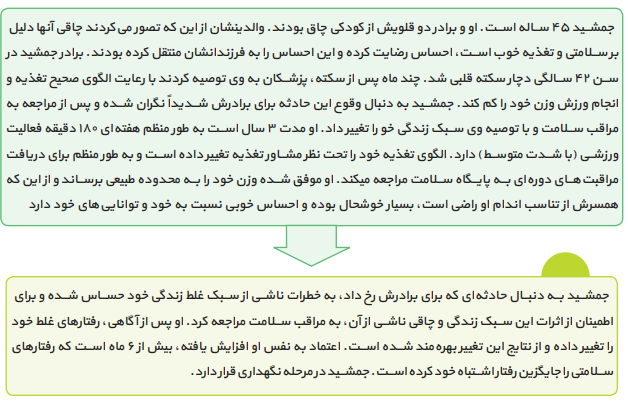 جمشید ۴۵ ساله است. او و برادر دو قلویش از کودکی چاق بودند. والدینشان از این که تصور می کردند چاقی آنها دلیل
بر سلامتی و تغذیه خوب است، احساس رضایت کرده و این احساس را به فرزندانشان منتقل کرده بودند. برادر جمشید در
سن ۴۲ سالگی دچار سکته قلبی شد. چند ماه پس از سکته، پزشکان به وی توصیه کردند با رعایت الگوی صحیح تغذیه و
انجام ورزش وزن خود را کم کند. جمشید به دنبال وقوع این حادثه برای برادرش شدیداً نگران شده و پس از مراجعه به
مراقب سلامت و با توصیه وی سبک زندگی خو را تغییر داد. او مدت ۳ سال است به طور منظم هفته ای ۱۸۰ دقیقه فعالیت
ورزشی (با شدت متوسط) دارد. الگوی تغذیه خود را تحت نظر مشاور تغذیه تغییر داده است و به طور منظم برای دریافت
مراقبت های دوره ای به پایگاه سلامت مراجعه میکند. او موفق شده وزن خود را به محدوده طبیعی برساند و از این که
همسرش از تناسب اندام او راضی است، بسیار خوشحال بوده و احساس خوبی نسبت به خود و توانایی های خود دارد
جمشید به دنبال حادثه ای که برای برادرش رخ داد، به خطرات ناشی از سبک غلط زندگی خود حساس شده و برای
اطمینان از اثرات این سبک زندگی و چاقی ناشی از آن، به مراقب سلامت مراجعه کرد. او پس از آگاهی، رفتارهای غلط خود
را تغییر داده و از نتایج این تغییر بهره مند شده است. اعتماد به نفس او افزایش یافته، بیش از ۶ ماه است که رفتارهای
سلامتی را جایگزین رفتار اشتباه خود کرده است. جمشید در مرحله نگهداری قرار دارد.